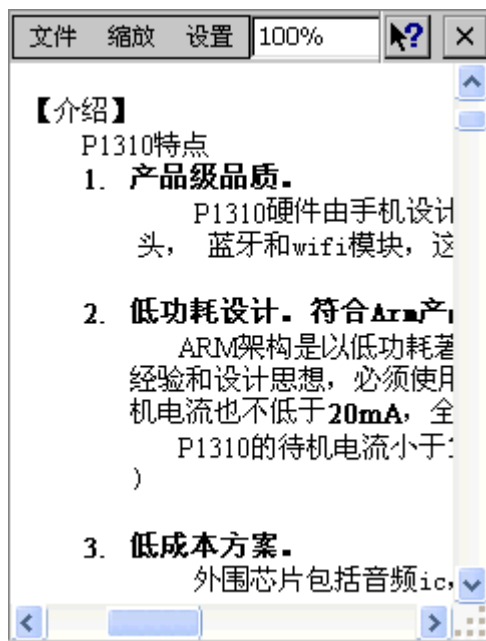 文件 缩放 设置 100%
【介绍】
P1310特点
1. 产品级品质。
P1310硬件由手机设计
头， 蓝牙和wifi模块，这
2. 低功耗设计。符合Arm产
ARM架构是以低功耗著
经验和设计思想，必须使用
机电流也不低于20mA，全
P1310的待机电流小于
)
3. 低成本方案。
外围芯片包括音频ic，